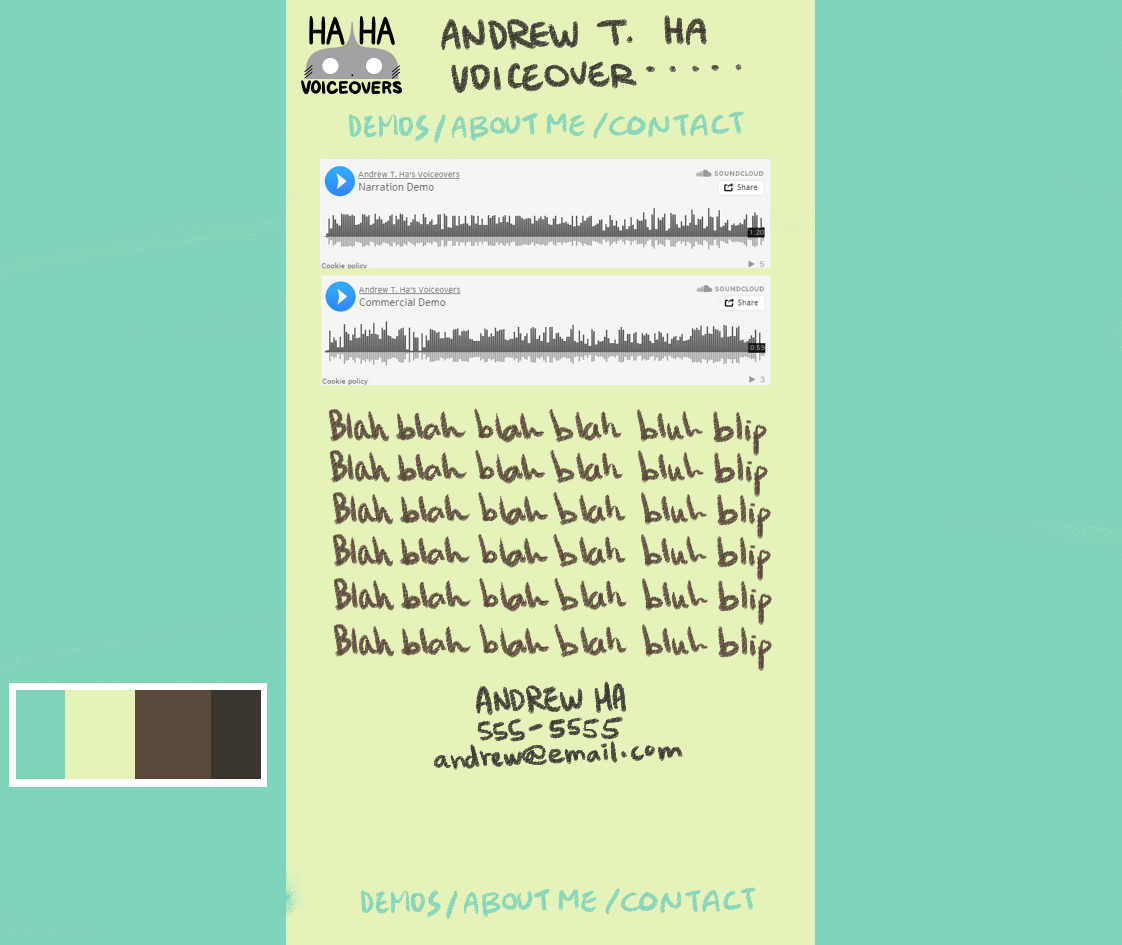 HA HA
VOICEOVERS
ANDREW T. HA
VOICEOVER.....
DEMOS/ABOUT ME/CONTACT
Andrew T. Ha's Voiceovers
SOUNDCLOUD
Narration Demo
Share
1:20
Cookie policy
5
Andrew T. Ha's Voiceovers
SOUNDCLOUD
Commercial Demo
Share
0:55
Cookie policy
3
Blah blah blah blah bluh blip
Blah blah blah blah bluh blip
Blah blah blah blah bluh blip
Blah blah blah blah bluh blip
Blah blah blah blah bluh blip
Blah blah blah blah bluh blip
ANDREW HA
555-5555
andrew@email.com
DEMOS/ABOUT ME/CONTACT